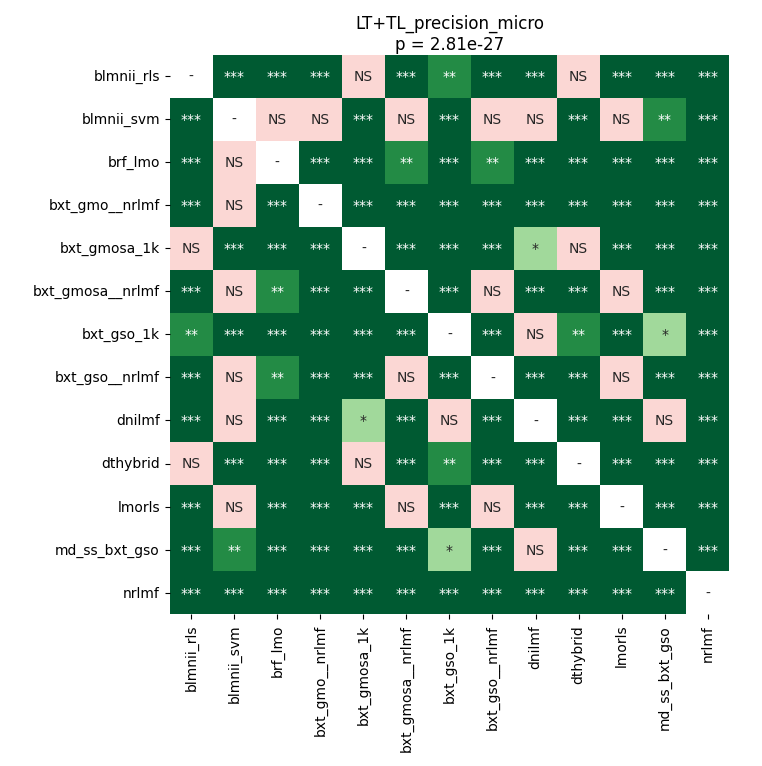 LT+TL_precision_micro
p = 2.81e-27
blmnii_rls - *** *** *** NS *** ** *** *** NS *** *** ***
blmnii_svm *** - NS NS *** NS *** NS NS *** NS ** ***
brf_lmo *** NS - *** *** ** *** ** *** *** *** *** ***
bxt_gmo__nrlmf *** NS *** - *** *** *** *** *** *** *** *** ***
bxt_gmosa_1k NS *** *** *** - *** *** *** * NS *** *** ***
bxt_gmosa__nrlmf *** NS ** *** *** - *** NS *** *** NS *** ***
bxt_gso_1k ** *** *** *** *** *** - *** NS ** *** * ***
bxt_gso__nrlmf *** NS ** *** *** NS *** - *** *** NS *** ***
dnilmf *** NS *** *** * *** NS *** - *** *** NS ***
dthybrid NS *** *** *** NS *** ** *** *** - *** *** ***
lmorls *** NS *** *** *** NS *** NS *** *** - *** ***
md_ss_bxt_gso *** ** *** *** *** *** * *** NS *** *** - ***
nrlmf *** *** *** *** *** *** *** *** *** *** *** *** -
blmnii_rls
blmnii_svm
brf_lmo
bxt_gmo__nrlmf
bxt_gmosa_1k
bxt_gmosa__nrlmf
bxt_gso_1k
bxt_gso__nrlmf
dnilmf
dthybrid
lmorls
md_ss_bxt_gso
nrlmf